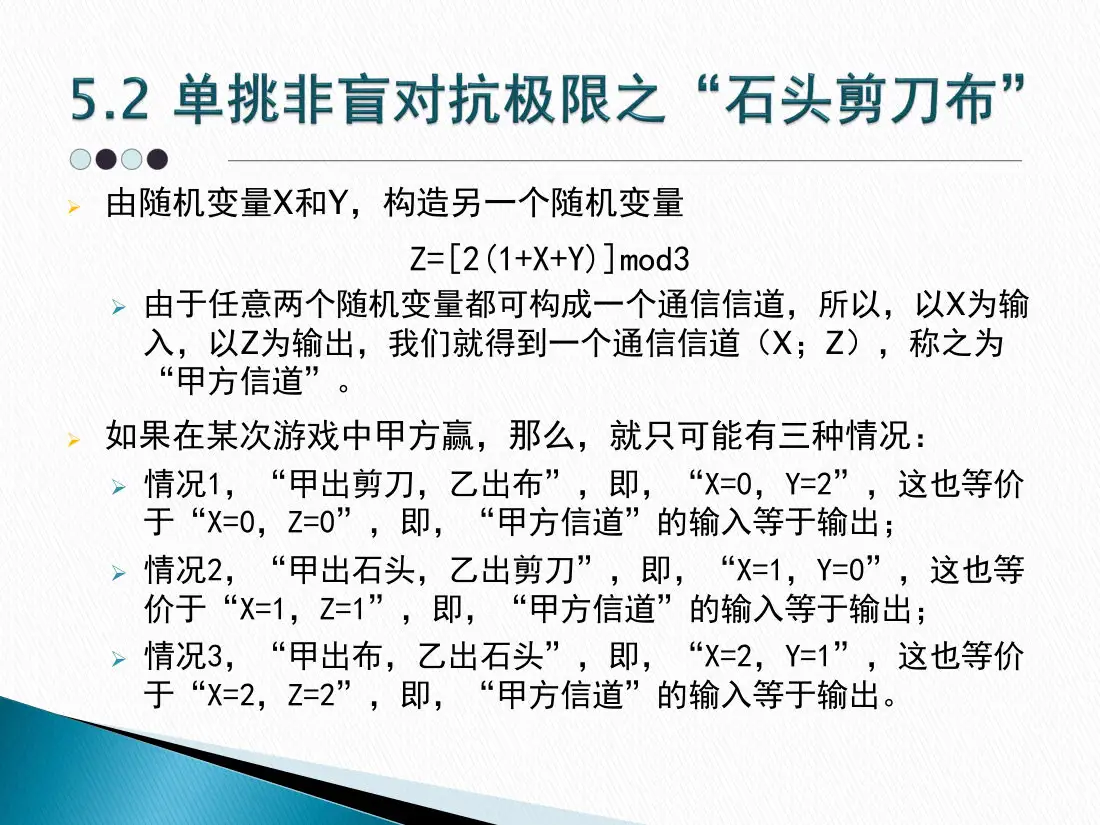 5.2 单挑非盲对抗极限之“石头剪刀布”
由随机变量X和Y，构造另一个随机变量
Z=[2(1+X+Y)]mod3
由于任意两个随机变量都可构成一个通信信道，所以，以X为输
入，以Z为输出，我们就得到一个通信信道（X；Z），称之为
“甲方信道”。
如果在某次游戏中甲方赢，那么，就只可能有三种情况：
情况1，“甲出剪刀，乙出布”，即，“X=0，Y=2”，这也等价
于“X=0，Z=0”，即，“甲方信道”的输入等于输出；
情况2，“甲出石头，乙出剪刀”，即，“X=1，Y=0”，这也等
价于“X=1，Z=1”，即，“甲方信道”的输入等于输出；
情况3，“甲出布，乙出石头”，即，“X=2，Y=1”，这也等价
于“X=2，Z=2”，即，“甲方信道”的输入等于输出。